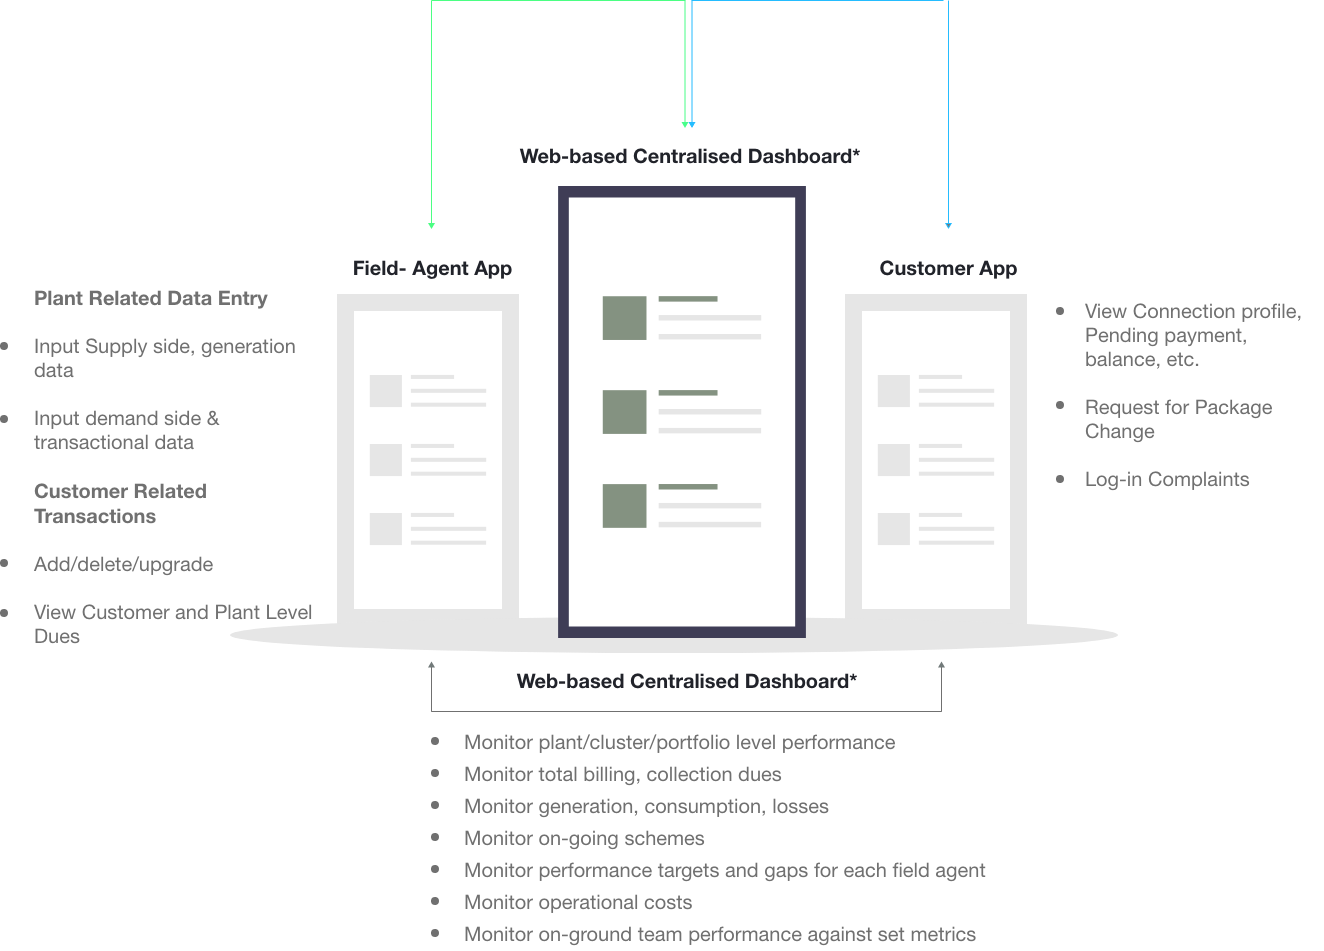 Web-based Centralised Dashboard*
Field- Agent App
Customer App
Plant Related Data Entry
Input Supply side, generation
data
Input demand side &
transactional data
Customer Related
Transactions
Add/delete/upgrade
View Customer and Plant Level
Dues
View Connection profile,
Pending payment,
balance, etc.
Request for Package
Change
Log-in Complaints
Web-based Centralised Dashboard*
Monitor plant/cluster/portfolio level performance
Monitor total billing, collection dues
Monitor generation, consumption, losses
Monitor on-going schemes
Monitor performance targets and gaps for each field agent
Monitor operational costs
Monitor on-ground team performance against set metrics